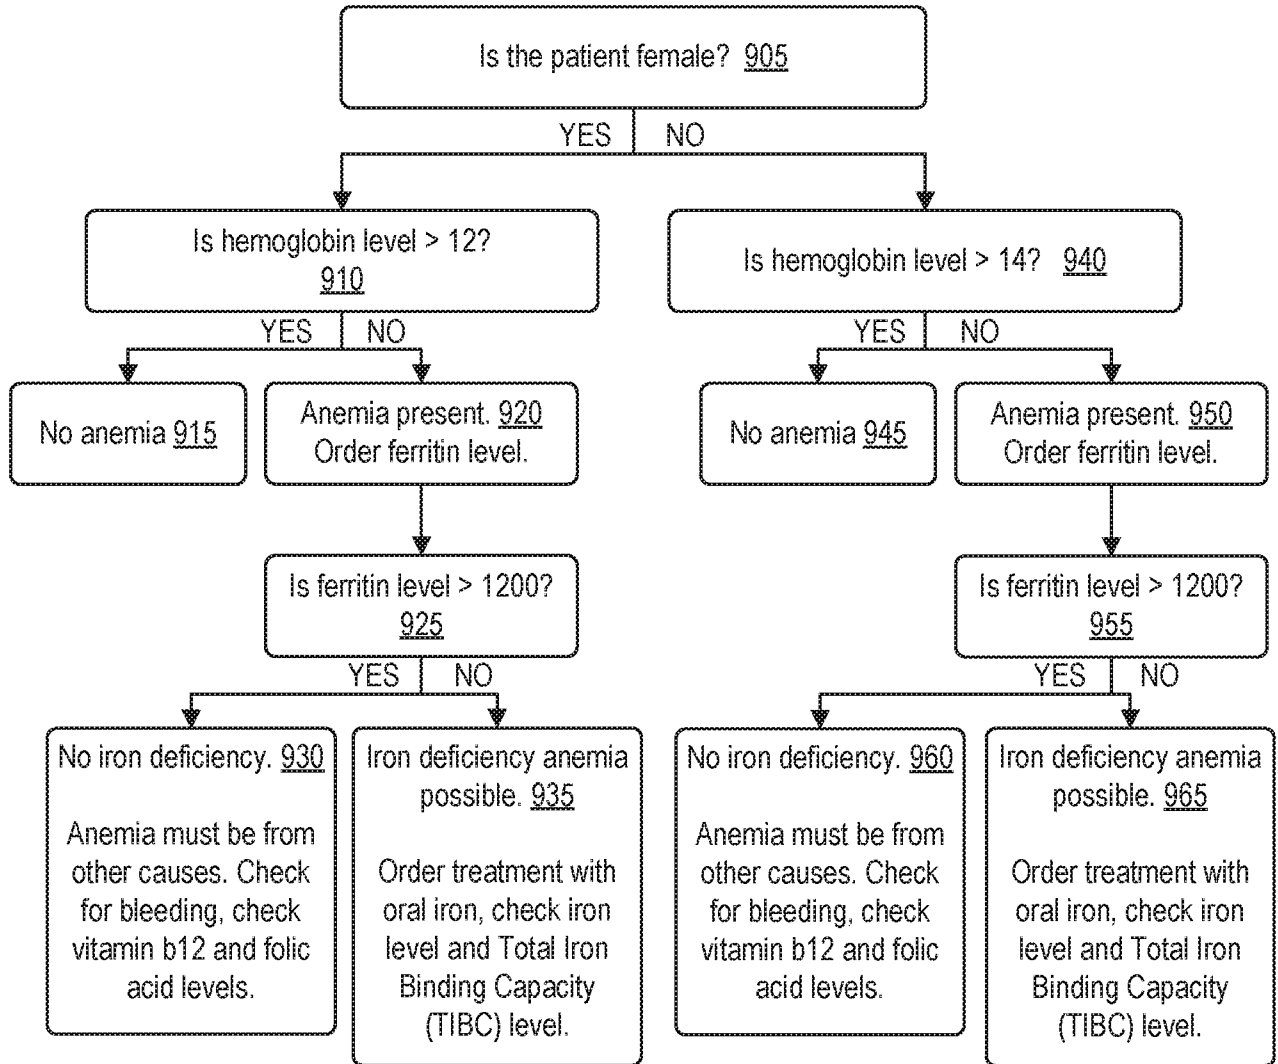 Is the patient female? 905
YES NO
Is hemoglobin level > 12?
910
Is hemoglobin level > 14? 940
YES NO
YES NO
No anemia 915
Anemia present. 920
Order ferritin level.
No anemia 945
Anemia present. 950
Order ferritin level.
Is ferritin level > 1200?
925
Is ferritin level > 1200?
955
YES NO
YES NO
No iron deficiency. 930
Anemia must be from
other causes. Check
for bleeding, check
vitamin b12 and folic
acid levels.
Iron deficiency anemia
possible. 935
Order treatment with
oral iron, check iron
level and Total Iron
Binding Capacity
(TIBC) level.
No iron deficiency. 960
Anemia must be from
other causes. Check
for bleeding, check
vitamin b12 and folic
acid levels.
Iron deficiency anemia
possible. 965
Order treatment with
oral iron, check iron
level and Total Iron
Binding Capacity
(TIBC) level.